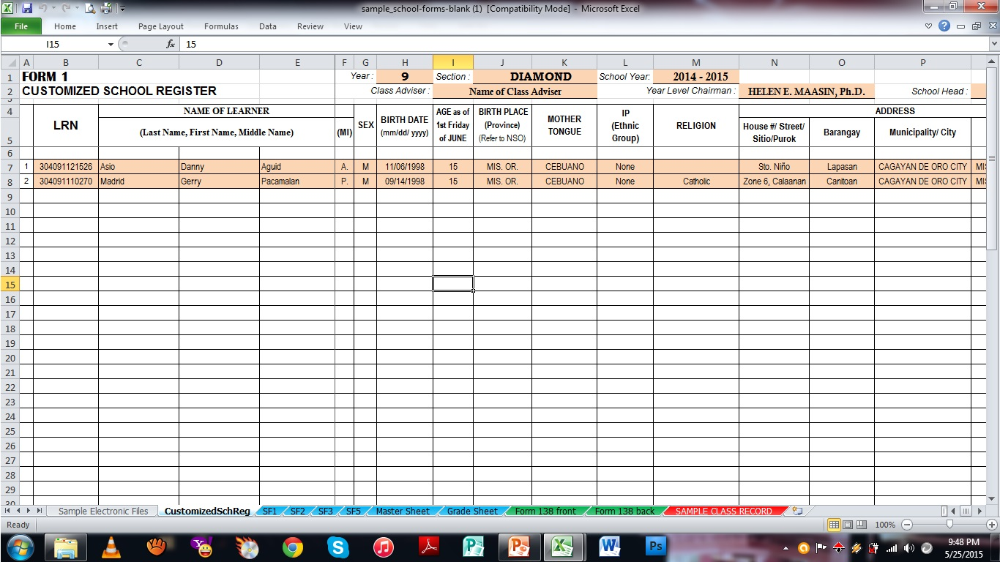 sample_school-forms-blank (1) [Compatibility Mode] - Microsoft Excel
File Home Insert Page Layout Formulas Data Review View
I15 fx 15
A B C D E F G H I J K L M N O P
1 FORM 1 Year : 9 Section : DIAMOND School Year: 2014 - 2015
2 CUSTOMIZED SCHOOL REGISTER Class Adviser : Name of Class Adviser Year Level Chairman : HELEN E. MAASIN, Ph.D. School Head :
4 NAME OF LEARNER ADDRESS
LRN
(Last Name, First Name, Middle Name)
(MI)
SEX
BIRTH DATE
(mm/dd/ yyyy)
AGE as of
1st Friday
of JUNE
BIRTH PLACE
(Province)
(Refer to NSO)
MOTHER
TONGUE
IP
(Ethnic
Group)
RELIGION
House #/ Street/
Sitio/Purok
Barangay
Municipality/ City
5
6
7 1 304091121526 Asio Danny Aguid A. M 11/06/1998 15 MIS. OR. CEBUANO None Sto. Niño Lapasan CAGAYAN DE ORO CITY
8 2 304091110270 Madrid Gerry Pacamalan P. M 09/14/1998 15 MIS. OR. CEBUANO None Catholic Zone 6, Calaanan Canitoan CAGAYAN DE ORO CITY
9
10
11
12
13
14
15
16
17
18
19
20
21
22
23
24
25
26
27
28
29
Sample Electronic Files CustomizedSchReg SF1 SF2 SF3 SF5 Master Sheet Grade Sheet Form 138 front Form 138 back SAMPLE CLASS RECORD
Ready 100%
9:48 PM
5/25/2015